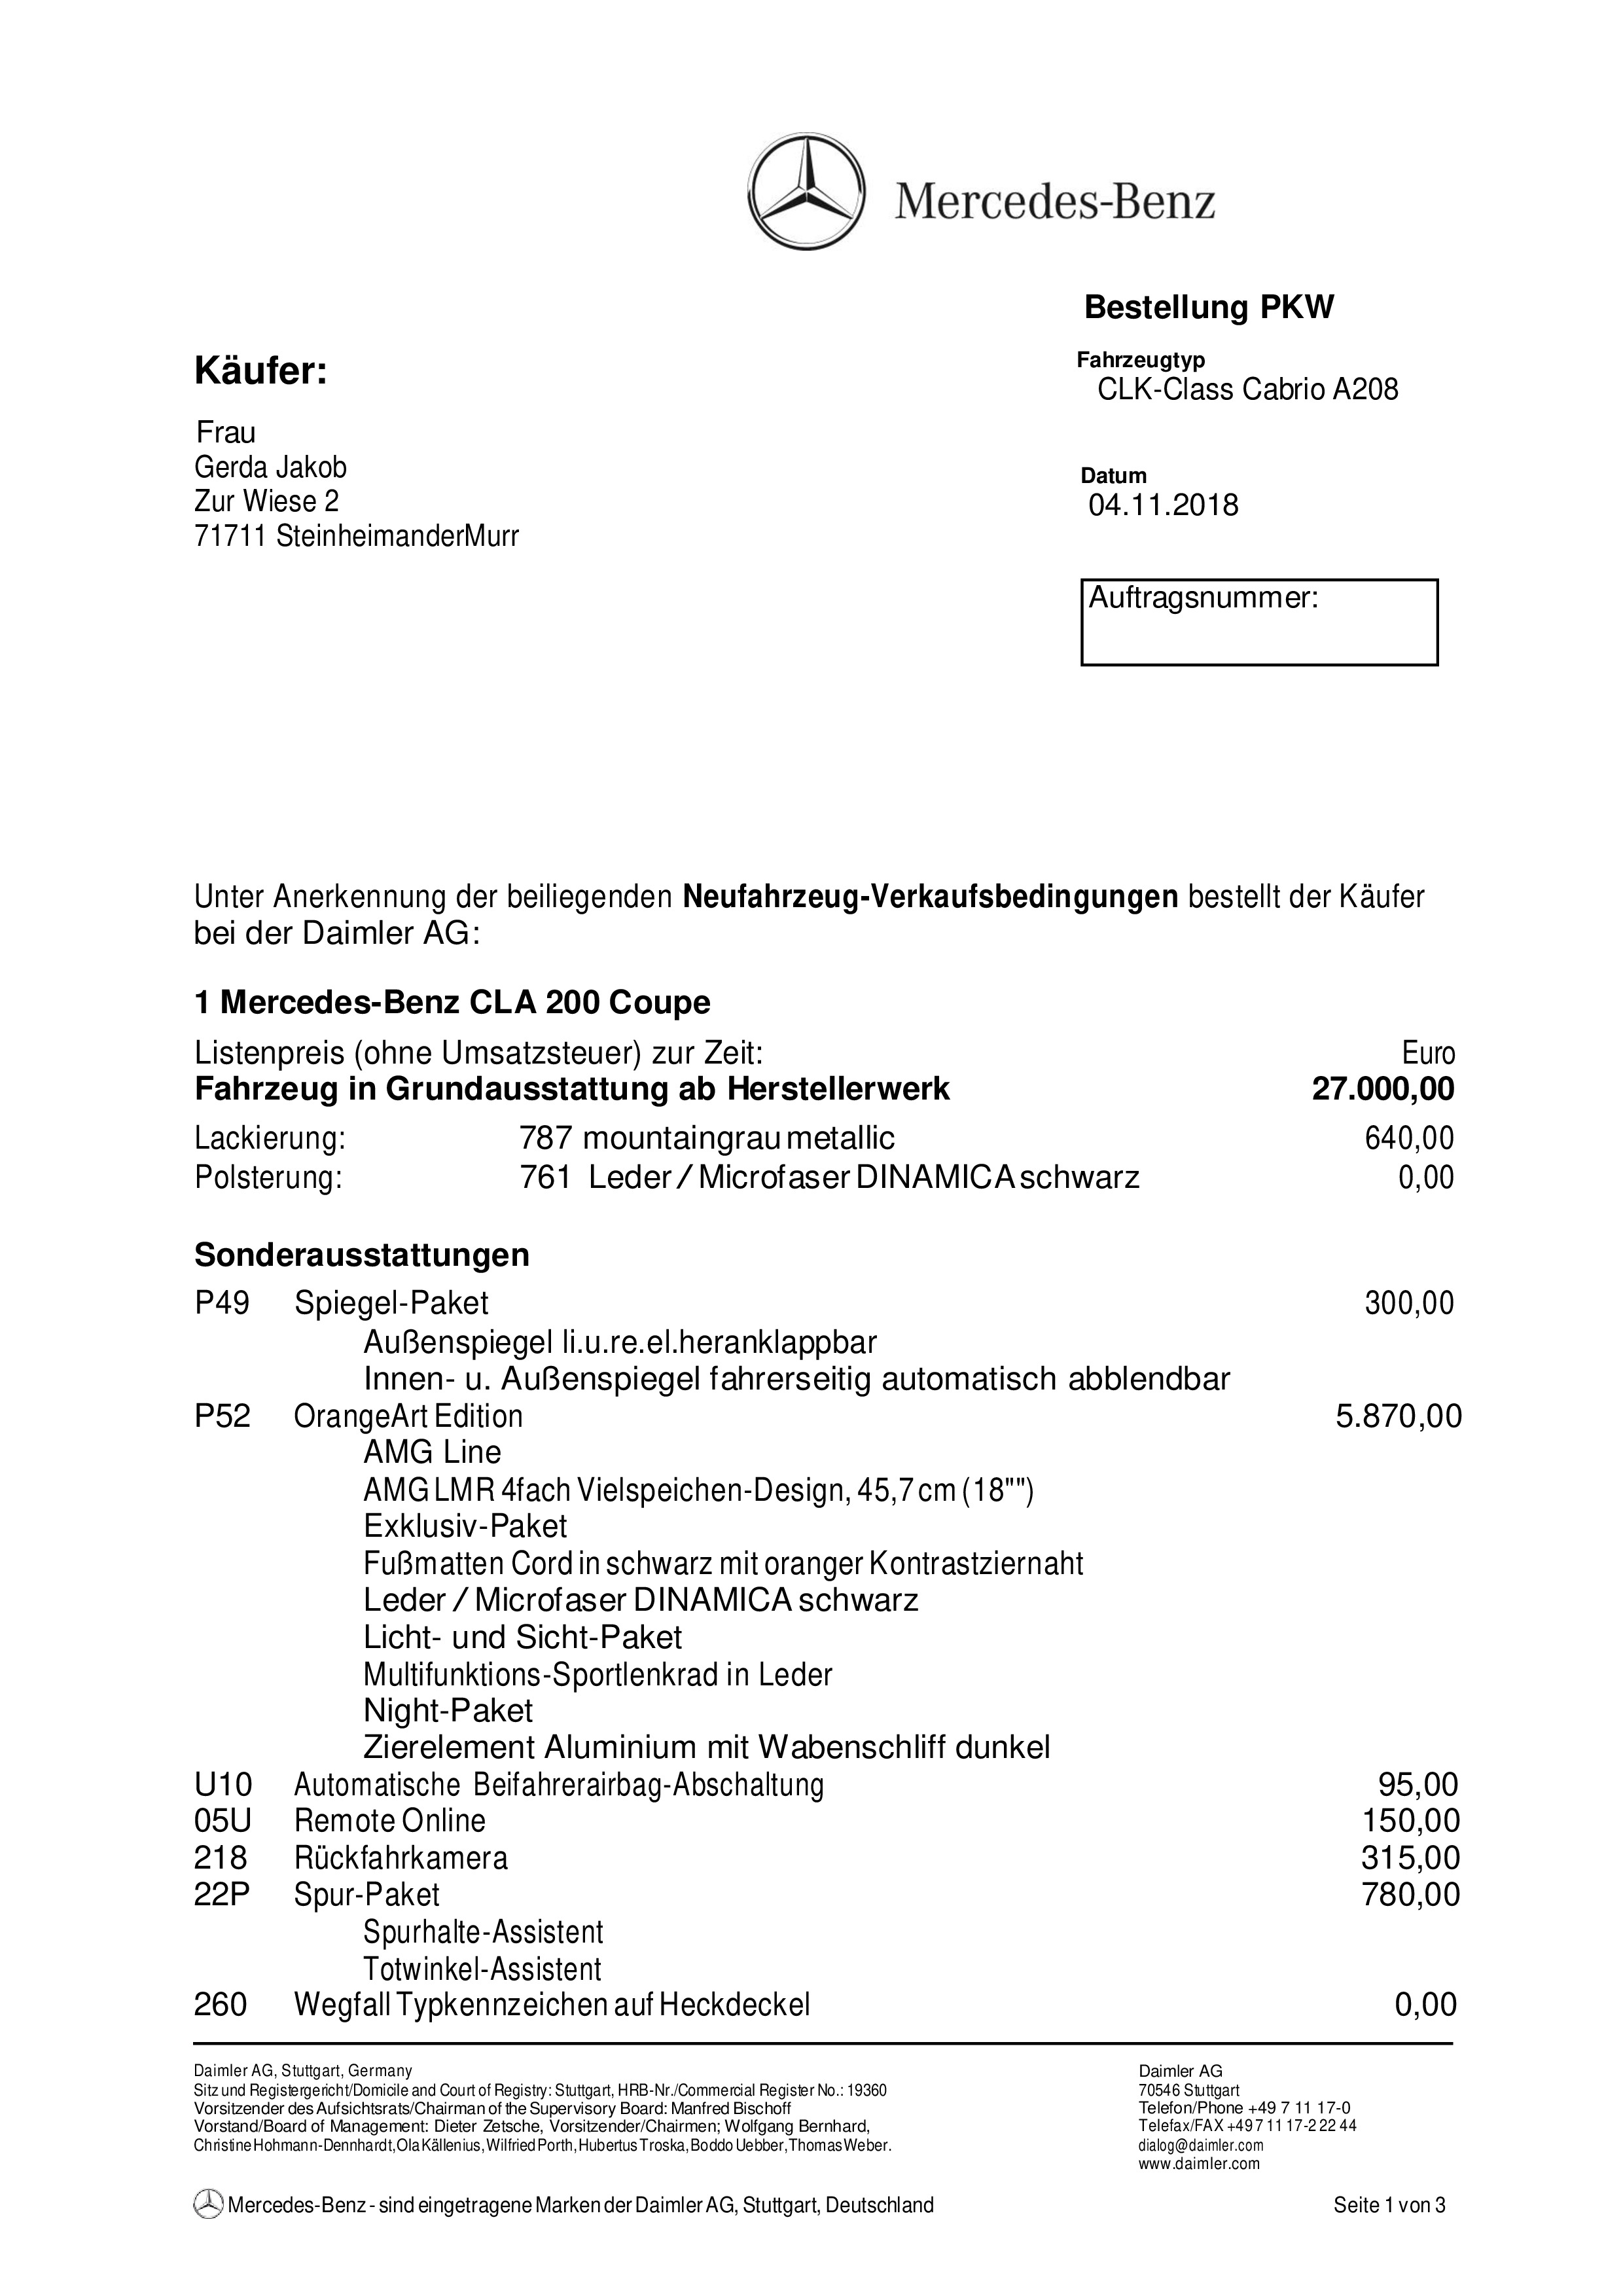 Mercedes-Benz
Bestellung PKW
Käufer:
Fahrzeugtyp
CLK-Class Cabrio A208
Frau
Gerda Jakob
Zur Wiese 2
71711 SteinheimanderMurr
Datum
04.11.2018
Auftragsnummer:
Unter Anerkennung der beiliegenden Neufahrzeug-Verkaufsbedingungen bestellt der Käufer
bei der Daimler AG:
1 Mercedes-Benz CLA 200 Coupe
Listenpreis (ohne Umsatzsteuer) zur Zeit: Euro
Fahrzeug in Grundausstattung ab Herstellerwerk 27.000,00
Lackierung: 787 mountaingrau metallic 640,00
Polsterung: 761 Leder / Microfaser DINAMICA schwarz 0,00
Sonderausstattungen
P49 Spiegel-Paket 300,00
Außenspiegel li.u.re.el.heranklappbar
Innen- u. Außenspiegel fahrerseitig automatisch abblendbar
P52 OrangeArt Edition 5.870,00
AMG Line
AMG LMR 4fach Vielspeichen-Design, 45,7 cm (18"")
Exklusiv-Paket
Fußmatten Cord in schwarz mit oranger Kontrastziernaht
Leder / Microfaser DINAMICA schwarz
Licht- und Sicht-Paket
Multifunktions-Sportlenkrad in Leder
Night-Paket
Zierelement Aluminium mit Wabenschliff dunkel
U10 Automatische Beifahrerairbag-Abschaltung 95,00
05U Remote Online 150,00
218 Rückfahrkamera 315,00
22P Spur-Paket 780,00
Spurhalte-Assistent
Totwinkel-Assistent
260 Wegfall Typkennzeichen auf Heckdeckel 0,00
Daimler AG, Stuttgart, Germany
Sitz und Registergericht/Domicile and Court of Registry: Stuttgart, HRB-Nr./Commercial Register No.: 19360
Vorsitzender des Aufsichtsrats/Chairman of the Supervisory Board: Manfred Bischoff
Vorstand/Board of Management: Dieter Zetsche, Vorsitzender/Chairmen; Wolfgang Bernhard,
Christine Hohmann-Dennhardt, Ola Källenius, Wilfried Porth, Hubertus Troska, Boddo Uebber, Thomas Weber.
Daimler AG
70546 Stuttgart
Telefon/Phone +49 7 11 17-0
Telefax/FAX +49 7 11 17-2 22 44
dialog@daimler.com
www.daimler.com
Mercedes-Benz - sind eingetragene Marken der Daimler AG, Stuttgart, Deutschland
Seite 1 von 3